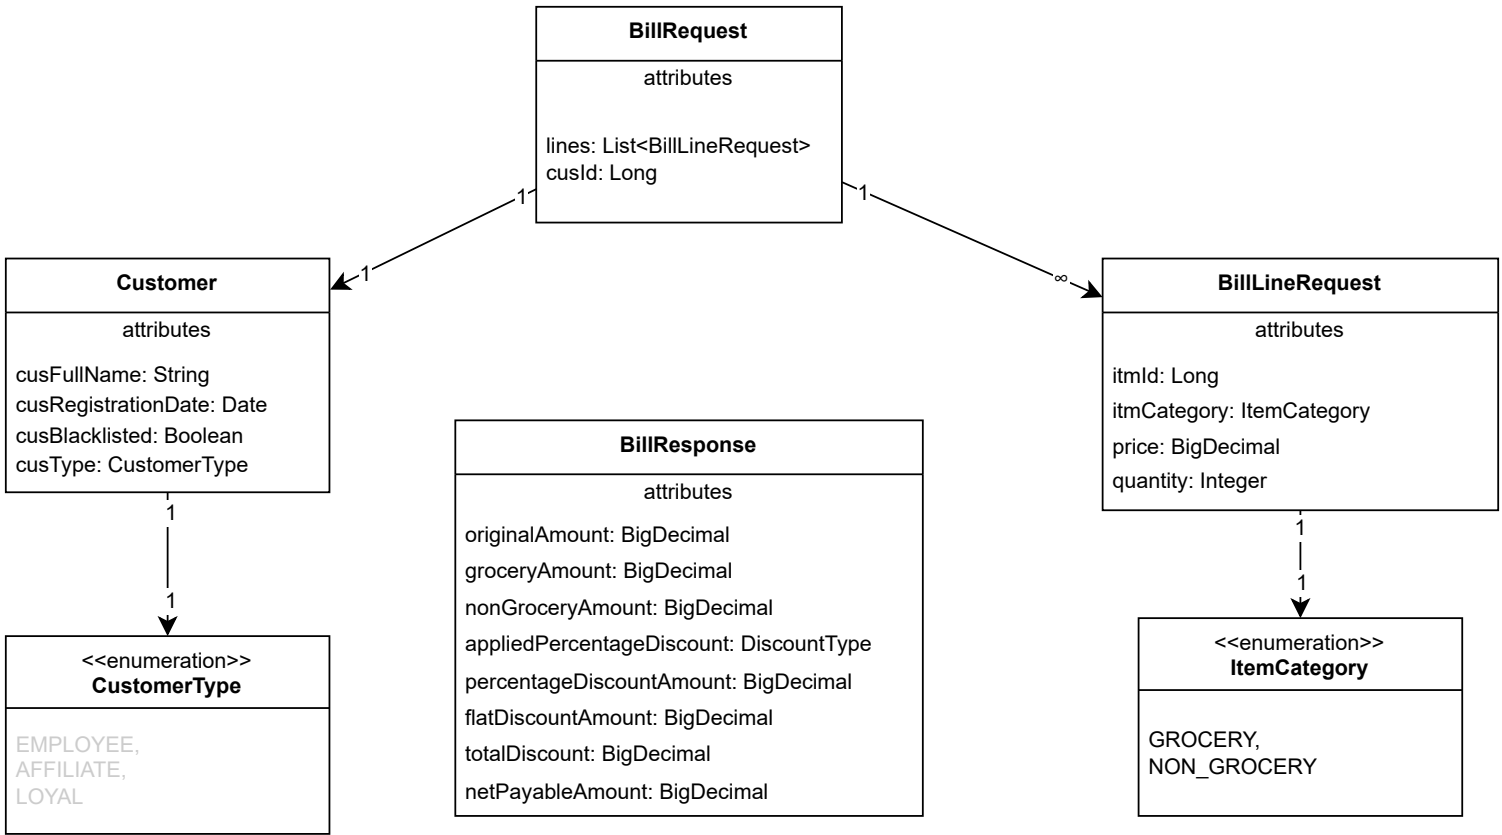 BillRequest
attributes
lines: List<BillLineRequest>
cusId: Long
1
1
1
∞
Customer
attributes
cusFullName: String
cusRegistrationDate: Date
cusBlacklisted: Boolean
cusType: CustomerType
1
1
<<enumeration>>
CustomerType
EMPLOYEE,
AFFILIATE,
LOYAL
BillResponse
attributes
originalAmount: BigDecimal
groceryAmount: BigDecimal
nonGroceryAmount: BigDecimal
appliedPercentageDiscount: DiscountType
percentageDiscountAmount: BigDecimal
flatDiscountAmount: BigDecimal
totalDiscount: BigDecimal
netPayableAmount: BigDecimal
BillLineRequest
attributes
itmId: Long
itmCategory: ItemCategory
price: BigDecimal
quantity: Integer
1
1
<<enumeration>>
ItemCategory
GROCERY,
NON_GROCERY